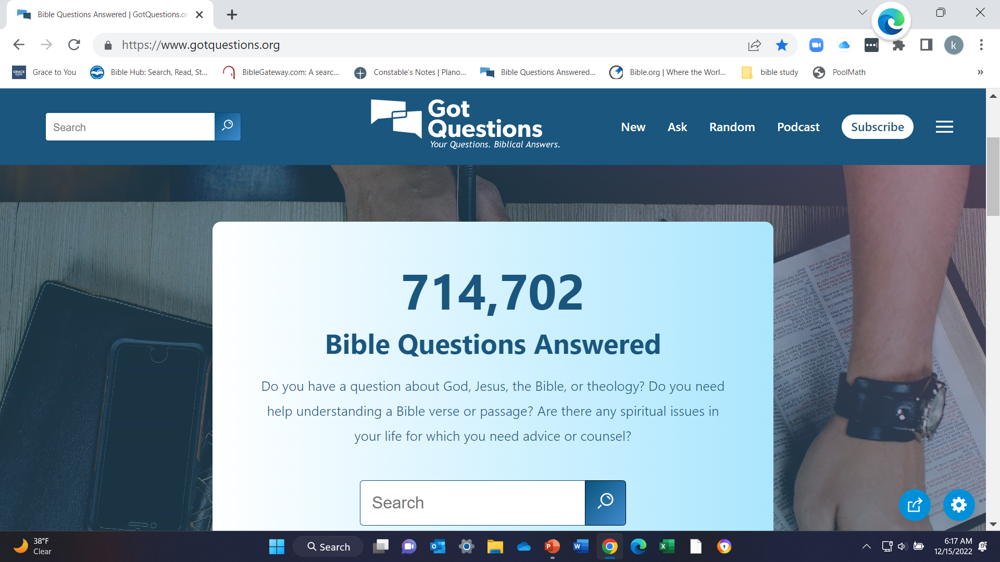 Bible Questions Answered | GotQuestions.or
https://www.gotquestions.org
k
GRACE to You Grace to You
Bible Hub: Search, Read, St...
BibleGateway.com: A searc...
Constable's Notes | Plano...
Bible Questions Answered...
Bible.org | Where the Worl...
bible study
PoolMath
»
Search
Got
Questions
Your Questions. Biblical Answers.
New
Ask
Random
Podcast
Subscribe
714,702
Bible Questions Answered
Do you have a question about God, Jesus, the Bible, or theology? Do you need
help understanding a Bible verse or passage? Are there any spiritual issues in
your life for which you need advice or counsel?
Search
38°F
Clear
Search
6:17 AM
12/15/2022